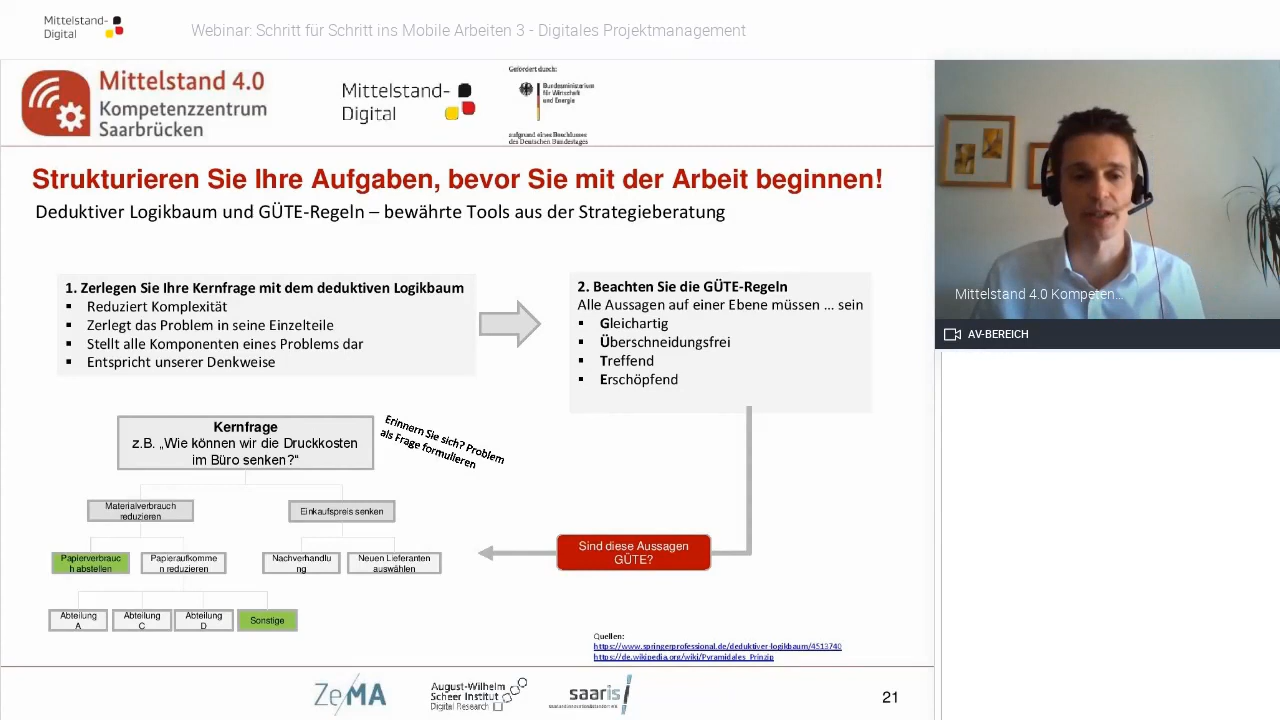 Mittelstand-
Digital
Webinar: Schritt für Schritt ins Mobile Arbeiten 3 - Digitales Projektmanagement
Mittelstand 4.0
Kompetenzzentrum
Saarbrücken
Mittelstand-
Digital
Gefördert durch:
Bundesministerium
für Wirtschaft
und Energie
aufgrund eines Beschlusses
des Deutschen Bundestages
Strukturieren Sie Ihre Aufgaben, bevor Sie mit der Arbeit beginnen!
Deduktiver Logikbaum und GÜTE-Regeln – bewährte Tools aus der Strategieberatung
1. Zerlegen Sie Ihre Kernfrage mit dem deduktiven Logikbaum
▪ Reduziert Komplexität
▪ Zerlegt das Problem in seine Einzelteile
▪ Stellt alle Komponenten eines Problems dar
▪ Entspricht unserer Denkweise
2. Beachten Sie die GÜTE-Regeln
Alle Aussagen auf einer Ebene müssen ... sein
▪ Gleichartig
▪ Überschneidungsfrei
▪ Treffend
▪ Erschöpfend
Kernfrage
z.B. „Wie können wir die Druckkosten
im Büro senken?“
Erinnern Sie sich? Problem
als Frage formulieren
Materialverbrauch
reduzieren
Einkaufspreis senken
Papierverbrauc
h abstellen
Papieraufkomme
n reduzieren
Nachverhandlu
ng
Neuen Lieferanten
auswählen
Abteilung
A
Abteilung
C
Abteilung
D
Sonstige
Sind diese Aussagen
GÜTE?
Quellen:
https://www.springerprofessional.de/deduktiver-logikbaum/4513740
https://de.wikipedia.org/wiki/Pyramidales_Prinzip
ZeMA
August-Wilhelm
Scheer Institut
Digital Research
saaris
21
Mittelstand 4.0 Kompeten...
AV-BEREICH